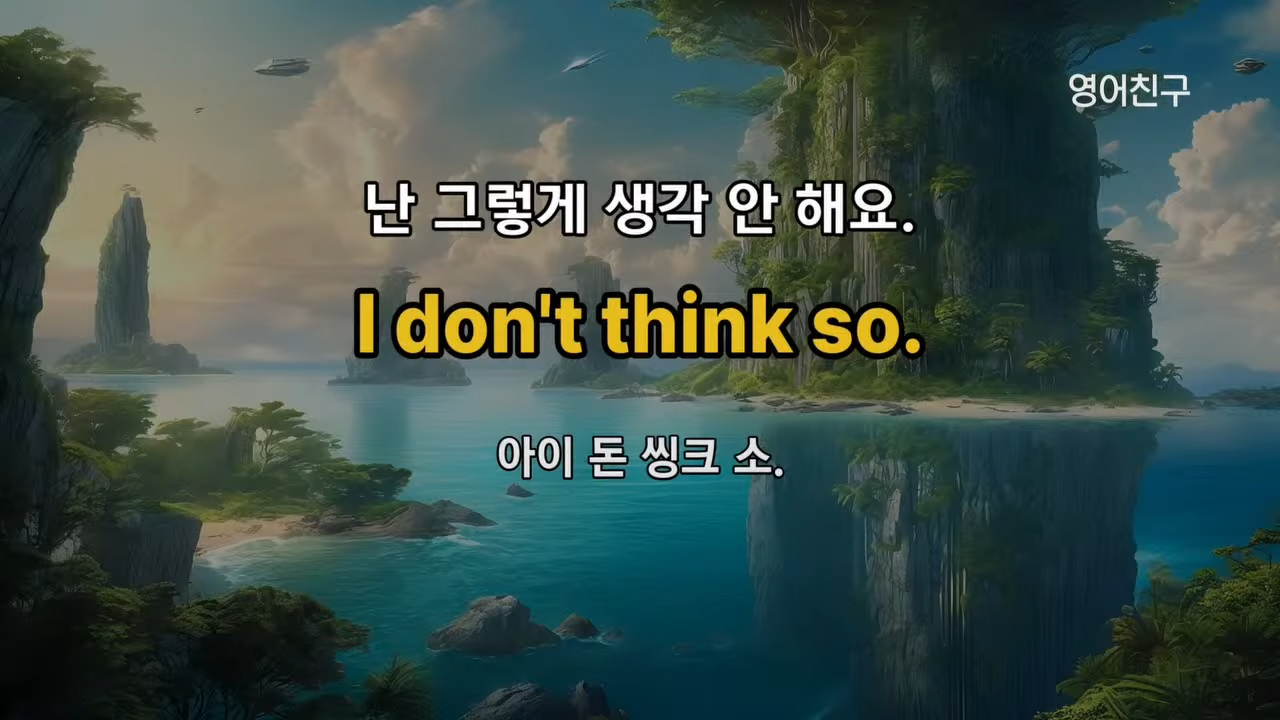 영어친구
난 그렇게 생각 안 해요.
I don't think so.
아이 돈 씽크 소.